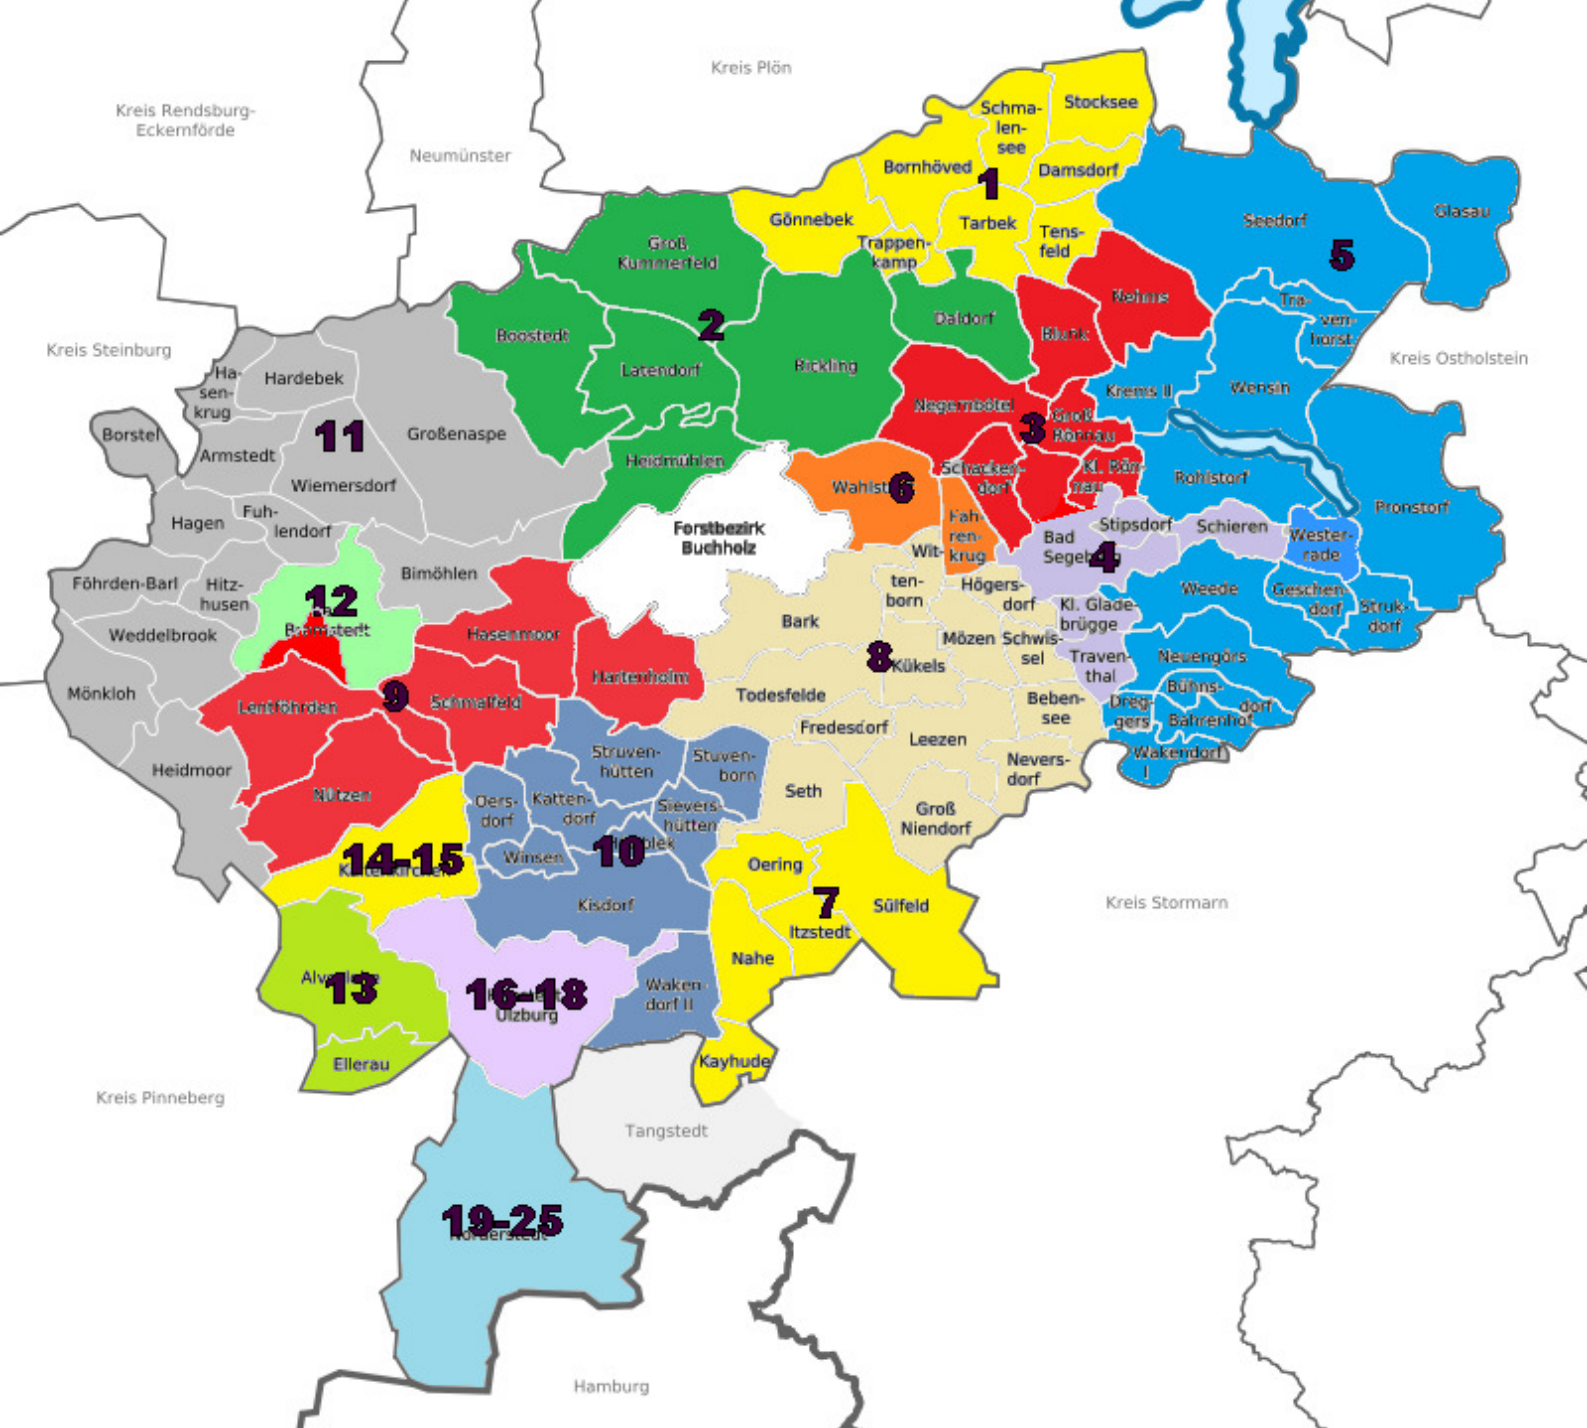 Kreis Plön
Kreis Rendsburg-
Eckernförde
Neumünster
Schma-
len-
see
Stocksee
Bornhöved
Damsdorf
1
Gönnebek
Tarbek
Tens-
feld
Trappen-
kamp
Seedorf
Glasau
5
Groß
Kummerfeld
2
Nehms
Tra-
ven-
horst
Boostedt
Daldorf
Blunk
Kreis Steinburg
Kreis Ostholstein
Latendorf
Rickling
Ha-
sen-
krug
Hardebek
Krems II
Wensin
Negernbötel
Groß
Rönnau
3
Borstel
11
Großenaspe
Armstedt
Heidmühlen
Schacken-
dorf
Kl. Rön-
nau
Rohlstorf
Wiemersdorf
6
Pronstorf
Hagen
Fuh-
lendorf
Forstbezirk
Buchholz
Fah-
ren-
krug
Bad
4
Stipsdorf
Schieren
Wester-
rade
Wit-
ten-
born
Högers-
dorf
Föhrden-Barl
Hitz-
husen
Bimöhlen
12
Weede
Geschen-
dorf
Struk-
dorf
Bark
Kl. Glade-
brügge
Weddelbrook
Hasenmoor
Mözen
Schwis-
sel
8
Kükels
Traven-
thal
Neuengörs
Mönkloh
Hartenholm
Lentföhrden
9
Schmalfeld
Todesfelde
Beben-
see
Dreg-
gers
Bühns-
dorf
Bahrenhof
Fredesdorf
Leezen
Wakendorf
I
Struven-
hütten
Stuven-
born
Heidmoor
Nützen
Nevers-
dorf
Seth
Oers-
dorf
Katten-
dorf
Sievers-
hütten
Groß
Niendorf
14-15
Winsen
10
Oering
Kisdorf
7
Sülfeld
Itzstedt
Kreis Stormarn
Nahe
13
16-18
Ulzburg
Waken-
dorf II
Ellerau
Kayhude
Kreis Pinneberg
Tangstedt
19-25
Hamburg